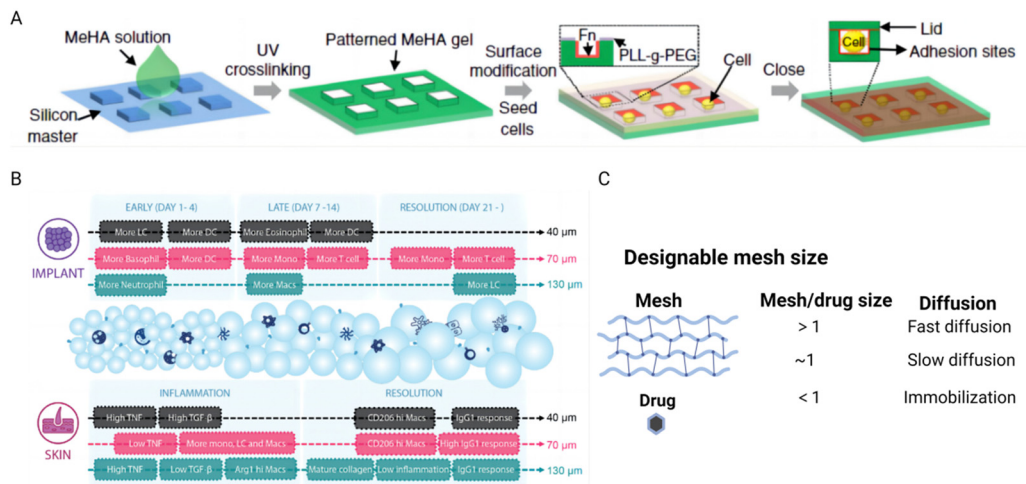 A
MeHA solution
Silicon
master
UV
crosslinking
Patterned MeHA gel
Surface
modification
Seed
cells
Fn
PLL-g-PEG
Cell
Close
Cell
Lid
Adhesion sites
B
EARLY (DAY 1- 4)
LATE (DAY 7 -14)
RESOLUTION (DAY 21 - )
More LC
More DC
More Eosinophil
More DC
40 μm
More Basophil
More DC
More Mono
More T cell
More Mono
More T cell
70 μm
More Neutrophil
More Macs
More LC
130 μm
IMPLANT
INFLAMMATION
RESOLUTION
High TNF
High TGF β
CD206 hi Macs
IgG1 response
40 μm
Low TNF
More mono, LC and Macs
CD206 hi Macs
High IgG1 response
70 μm
High TNF
Low TGF β
Arg1 hi Macs
Mature collagen
Low inflammation
IgG1 response
130 μm
SKIN
C
Designable mesh size
Mesh
Mesh/drug size
Diffusion
> 1
Fast diffusion
~1
Slow diffusion
< 1
Immobilization
Drug